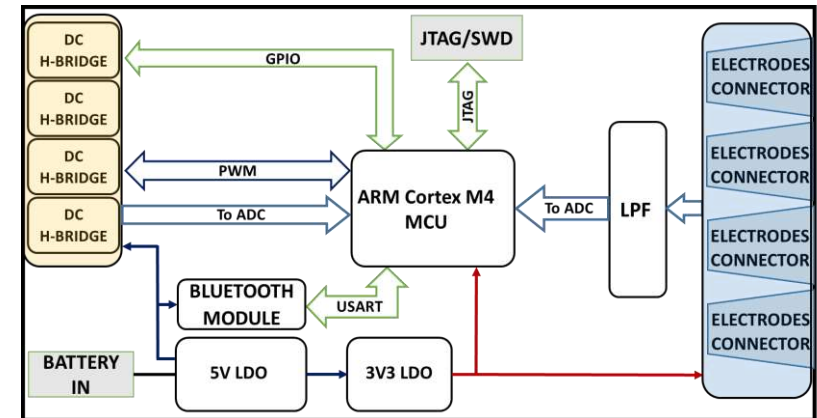 DC
H-BRIDGE
DC
H-BRIDGE
DC
H-BRIDGE
DC
H-BRIDGE
GPIO
JTAG/SWD
JTAG
PWM
To ADC
ARM Cortex M4
MCU
To ADC
LPF
ELECTRODES
CONNECTOR
ELECTRODES
CONNECTOR
ELECTRODES
CONNECTOR
ELECTRODES
CONNECTOR
BLUETOOTH
MODULE
USART
BATTERY
IN
5V LDO
3V3 LDO